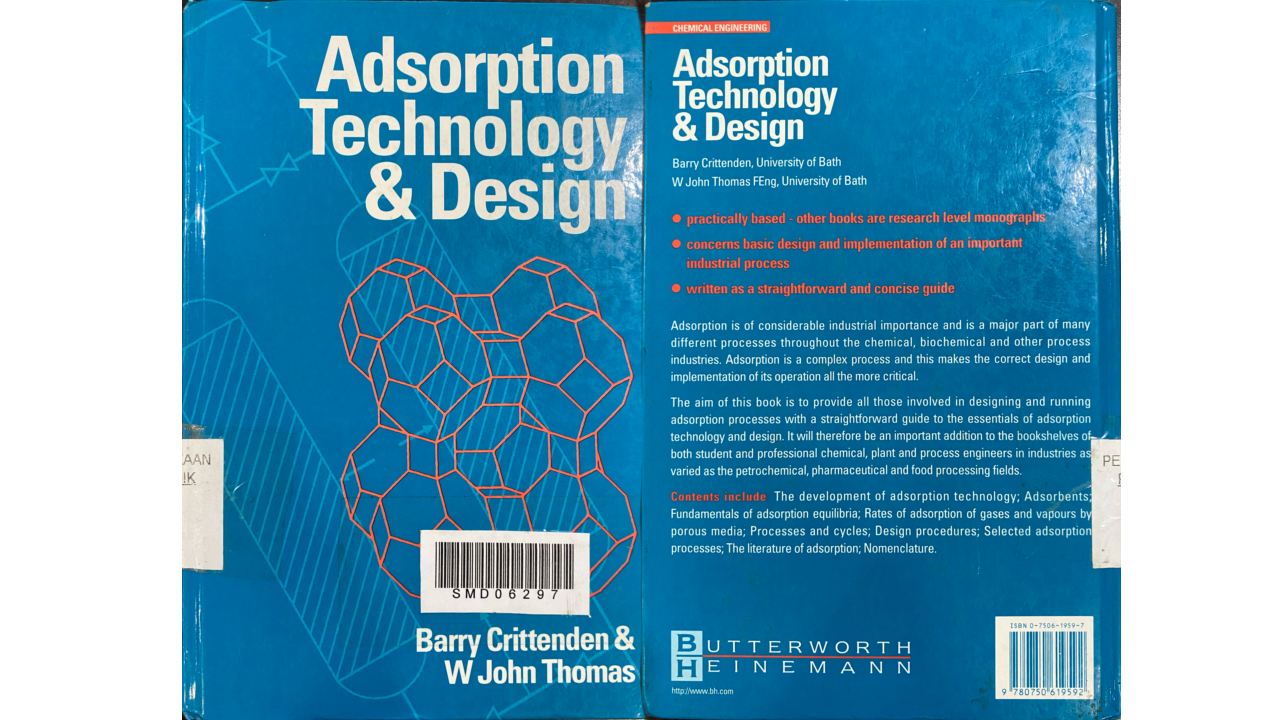 Adsorption
Technology
& Design
AAN
IK
SMD06297
Barry Crittenden &
W John Thomas
CHEMICAL ENGINEERING
Adsorption
Technology
& Design
Barry Crittenden, University of Bath
W John Thomas FEng, University of Bath
● practically based - other books are research level monographs
● concerns basic design and implementation of an important
industrial process
● written as a straightforward and concise guide
Adsorption is of considerable industrial importance and is a major part of many
different processes throughout the chemical, biochemical and other process
industries. Adsorption is a complex process and this makes the correct design and
implementation of its operation all the more critical.
The aim of this book is to provide all those involved in designing and running
adsorption processes with a straightforward guide to the essentials of adsorption
technology and design. It will therefore be an important addition to the bookshelves of
both student and professional chemical, plant and process engineers in industries as
varied as the petrochemical, pharmaceutical and food processing fields.
Contents include The development of adsorption technology; Adsorbents;
Fundamentals of adsorption equilibria; Rates of adsorption of gases and vapours by
porous media; Processes and cycles; Design procedures; Selected adsorption
processes; The literature of adsorption; Nomenclature.
PE
BUTTERWORTH
HEINEMANN
http://www.bh.com
ISBN 0-7506-1959-7
9 780750 619592